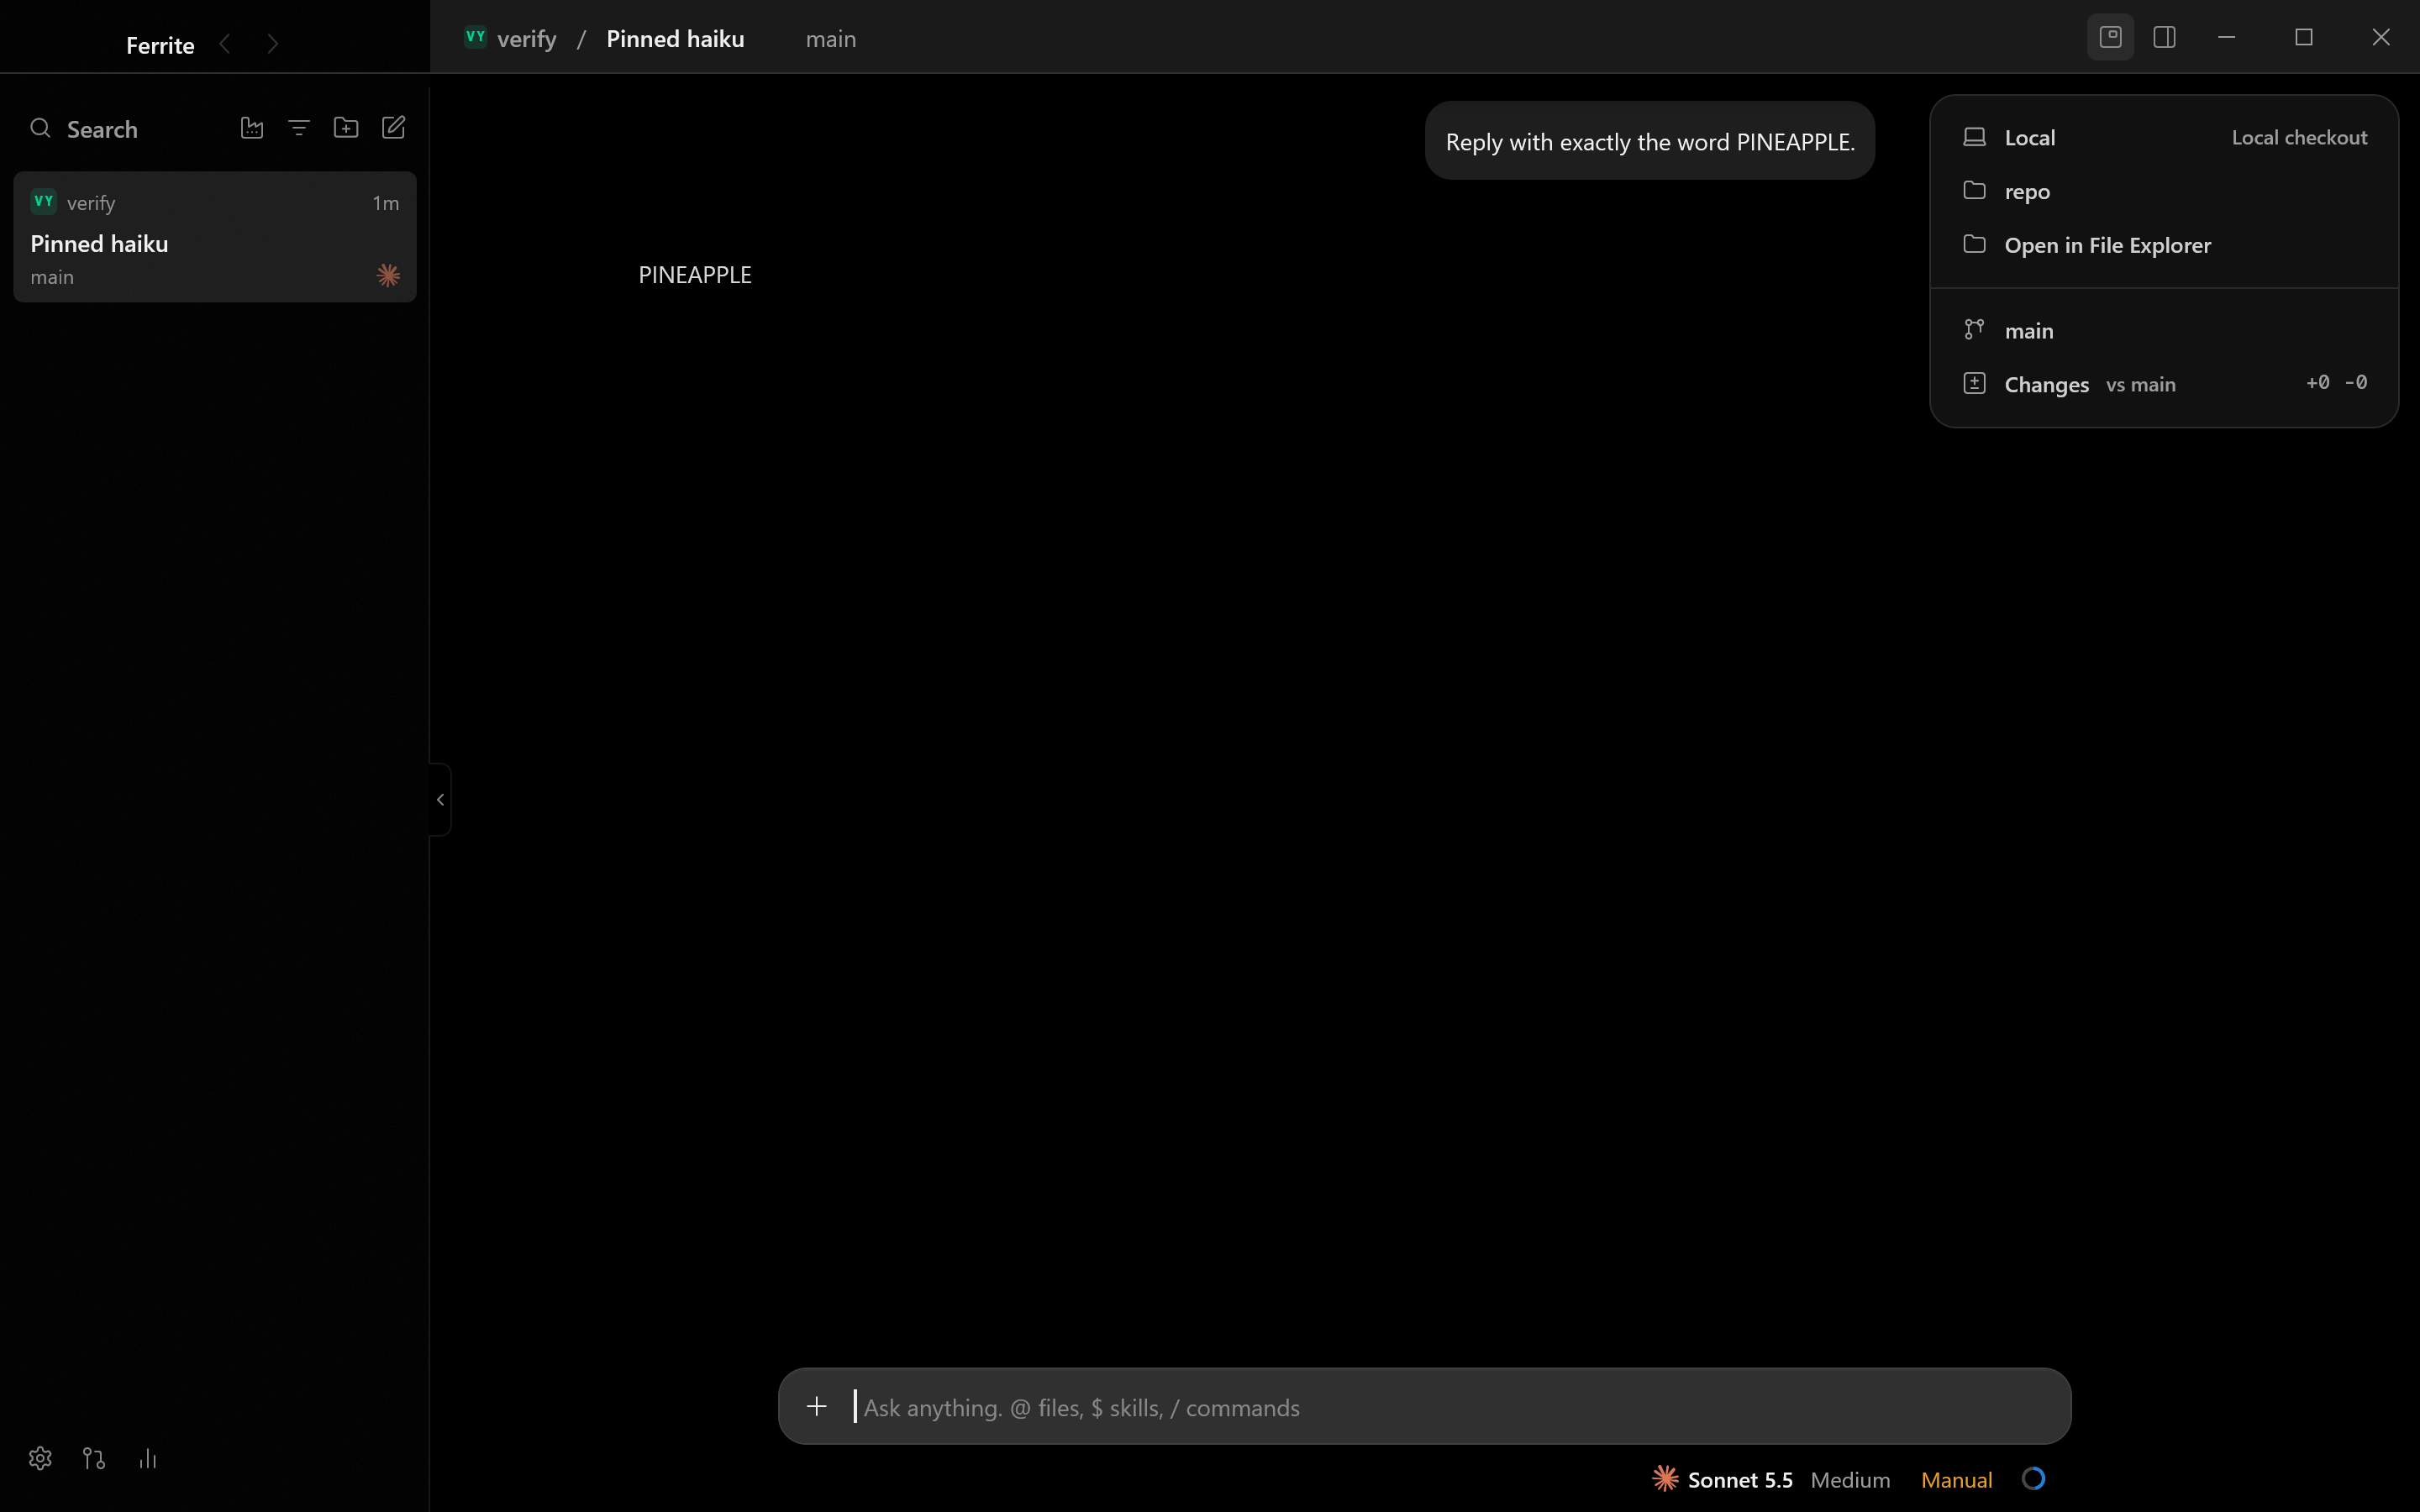 Ferrite
VY verify / Pinned haiku main
Search
VY verify 1m
Pinned haiku
main
Reply with exactly the word PINEAPPLE.
PINEAPPLE
Local Local checkout
repo
Open in File Explorer
main
Changes vs main +0 -0
Ask anything. @ files, $ skills, / commands
Sonnet 5.5 Medium Manual